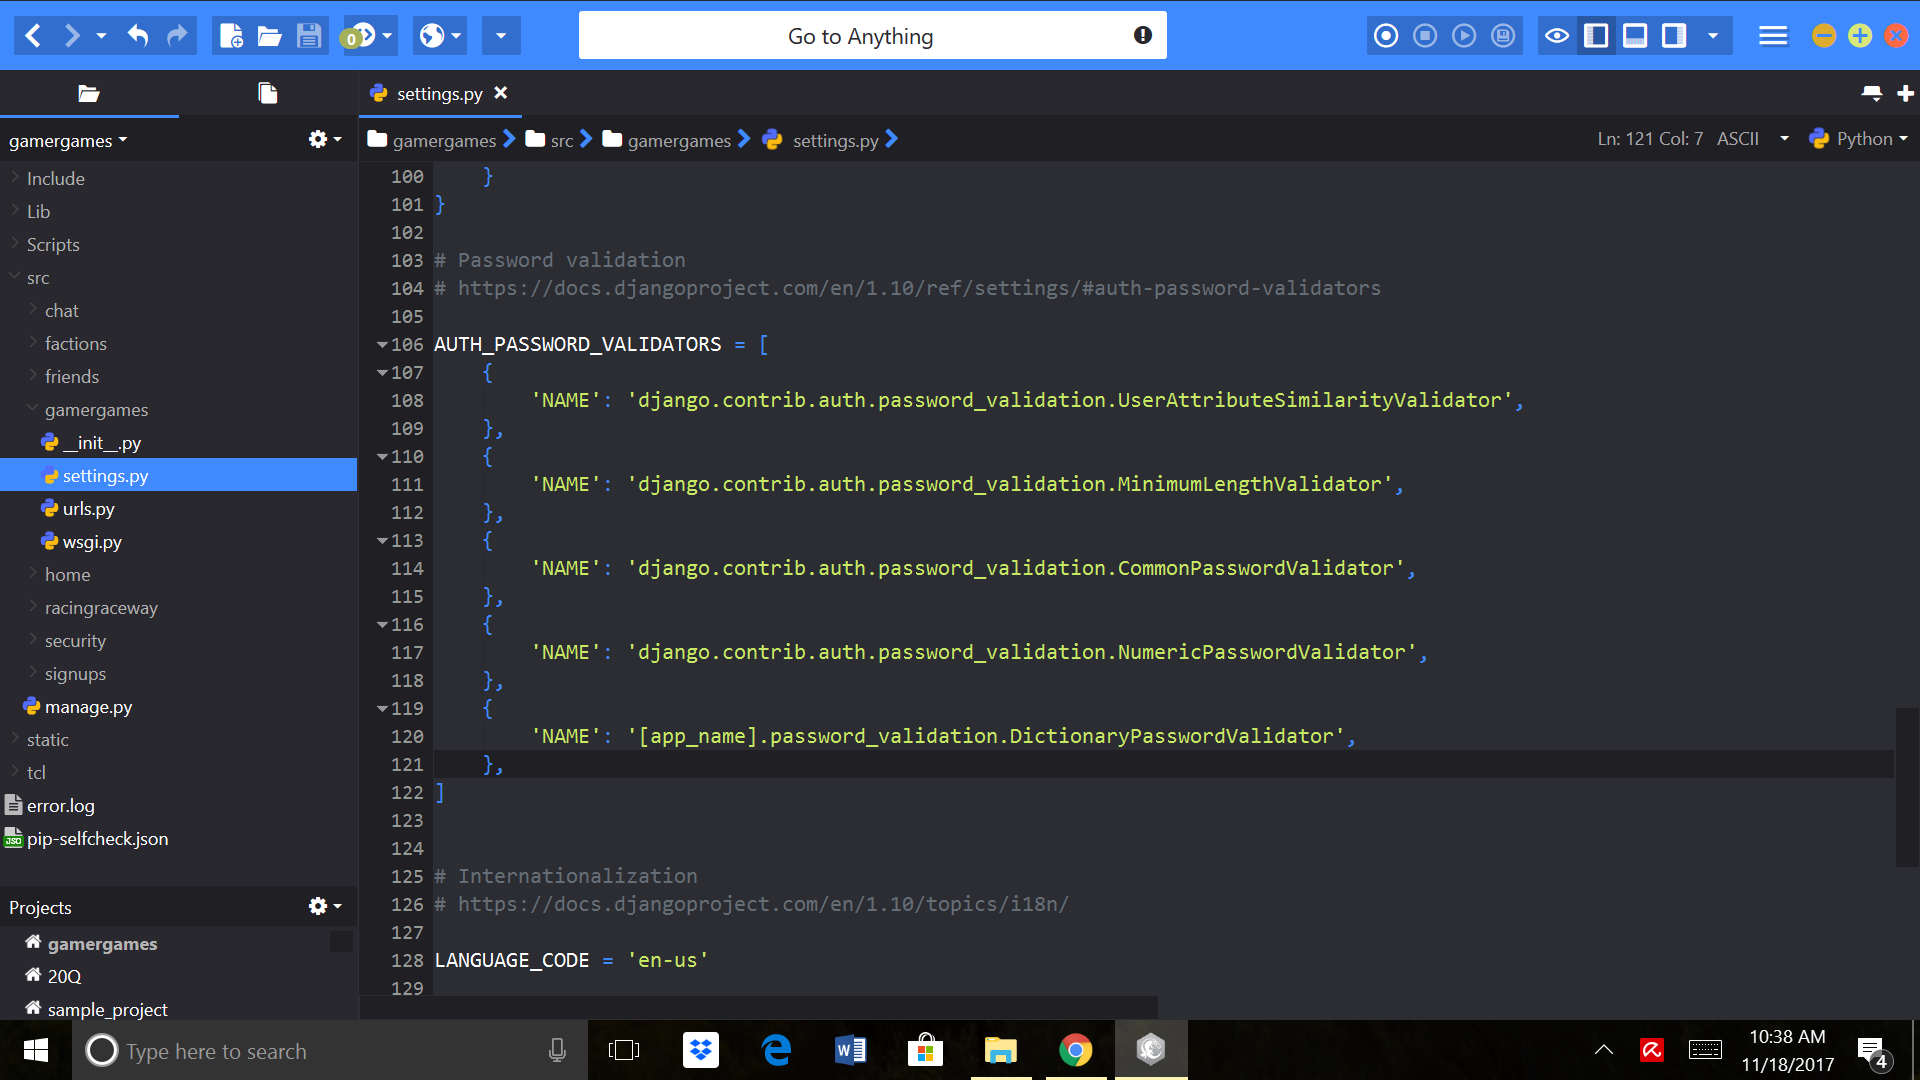 0
Go to Anything
settings.py
gamergames
gamergames
src
gamergames
settings.py
Ln: 121 Col: 7
ASCII
Python
Include
Lib
Scripts
src
chat
factions
friends
gamergames
__init__.py
settings.py
urls.py
wsgi.py
home
racingraceway
security
signups
manage.py
static
tcl
error.log
JSO
pip-selfcheck.json
Projects
gamergames
20Q
sample_project
100     }
101 }
102
103 # Password validation
104 # https://docs.djangoproject.com/en/1.10/ref/settings/#auth-password-validators
105
106 AUTH_PASSWORD_VALIDATORS = [
107     {
108         'NAME': 'django.contrib.auth.password_validation.UserAttributeSimilarityValidator',
109     },
110     {
111         'NAME': 'django.contrib.auth.password_validation.MinimumLengthValidator',
112     },
113     {
114         'NAME': 'django.contrib.auth.password_validation.CommonPasswordValidator',
115     },
116     {
117         'NAME': 'django.contrib.auth.password_validation.NumericPasswordValidator',
118     },
119     {
120         'NAME': '[app_name].password_validation.DictionaryPasswordValidator',
121     },
122 ]
123
124
125 # Internationalization
126 # https://docs.djangoproject.com/en/1.10/topics/i18n/
127
128 LANGUAGE_CODE = 'en-us'
129
Type here to search
10:38 AM
11/18/2017
4